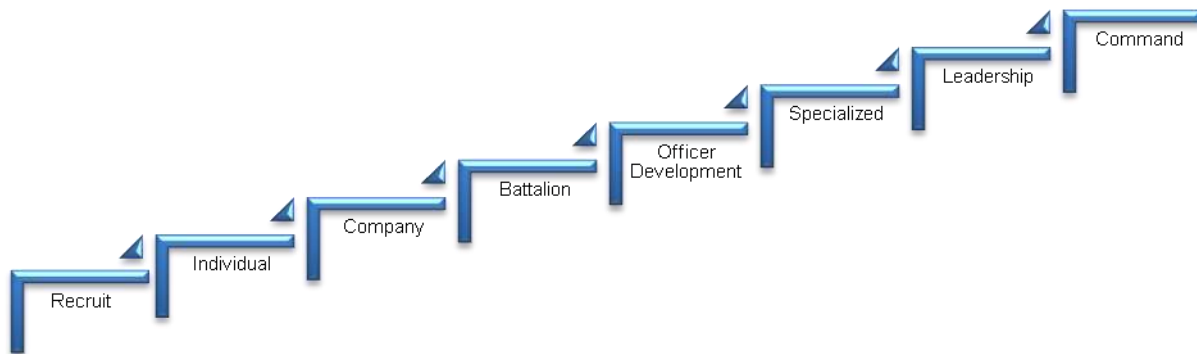 Recruit
Individual
Company
Battalion
Officer
Development
Specialized
Leadership
Command